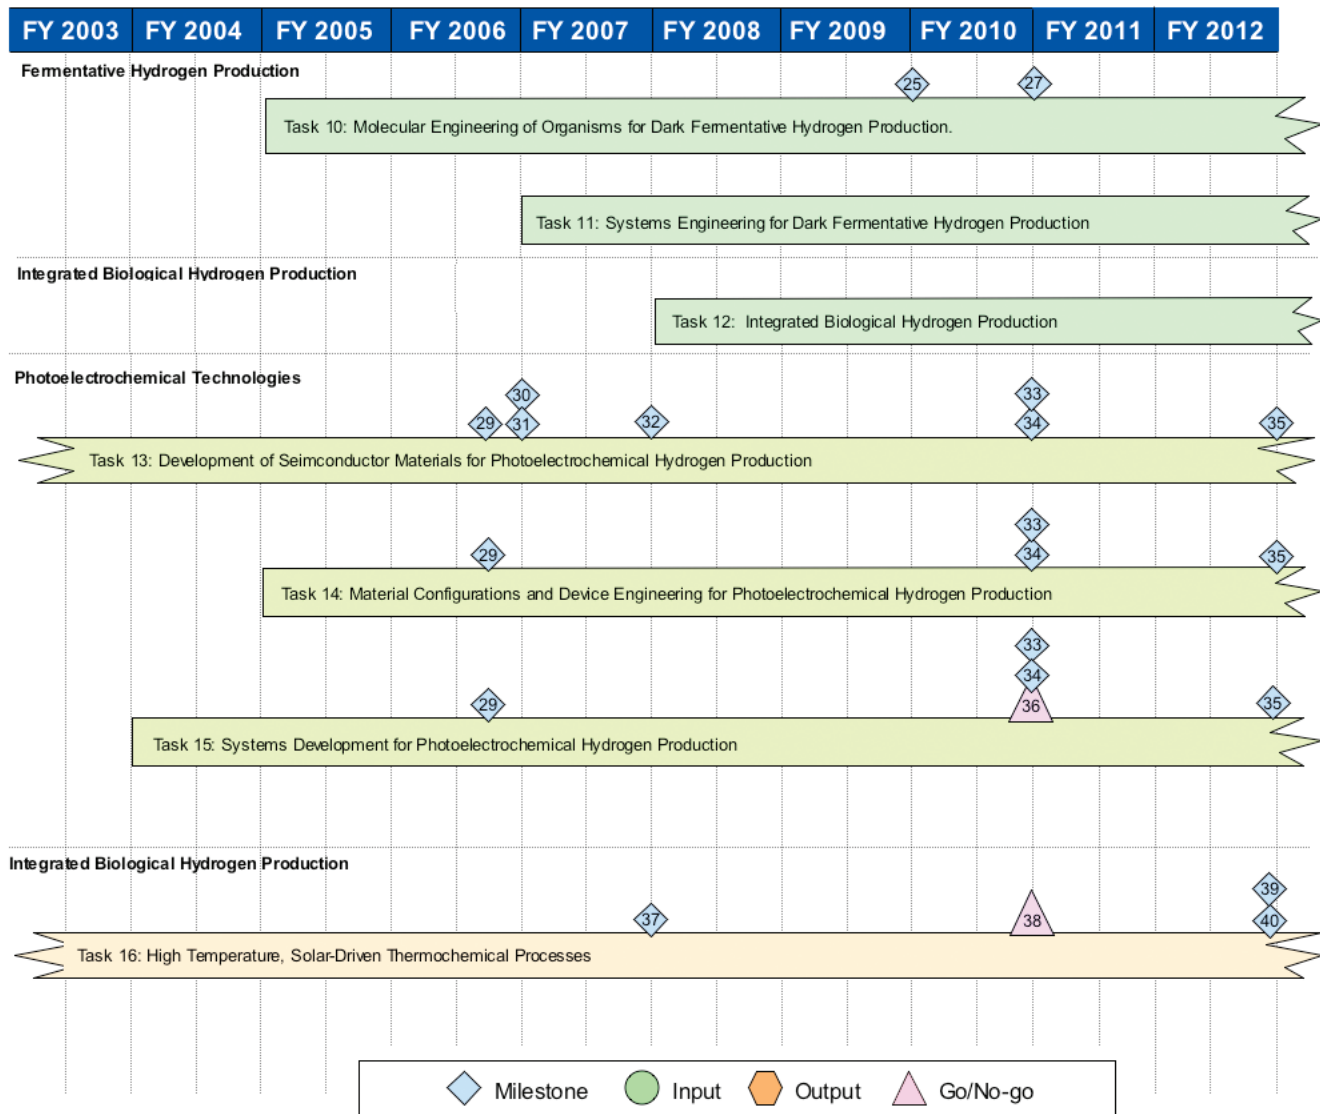 FY 2003 FY 2004 FY 2005 FY 2006 FY 2007 FY 2008 FY 2009 FY 2010 FY 2011 FY 2012
Fermentative Hydrogen Production
25 27
Task 10: Molecular Engineering of Organisms for Dark Fermentative Hydrogen Production.
Task 11: Systems Engineering for Dark Fermentative Hydrogen Production
Integrated Biological Hydrogen Production
Task 12: Integrated Biological Hydrogen Production
Photoelectrochemical Technologies
30 33
29 31 32 34 35
Task 13: Development of Seimconductor Materials for Photoelectrochemical Hydrogen Production
33
29 34 35
Task 14: Material Configurations and Device Engineering for Photoelectrochemical Hydrogen Production
33
34
29 36 35
Task 15: Systems Development for Photoelectrochemical Hydrogen Production
Integrated Biological Hydrogen Production
39
37 38 40
Task 16: High Temperature, Solar-Driven Thermochemical Processes
Milestone Input Output Go/No-go